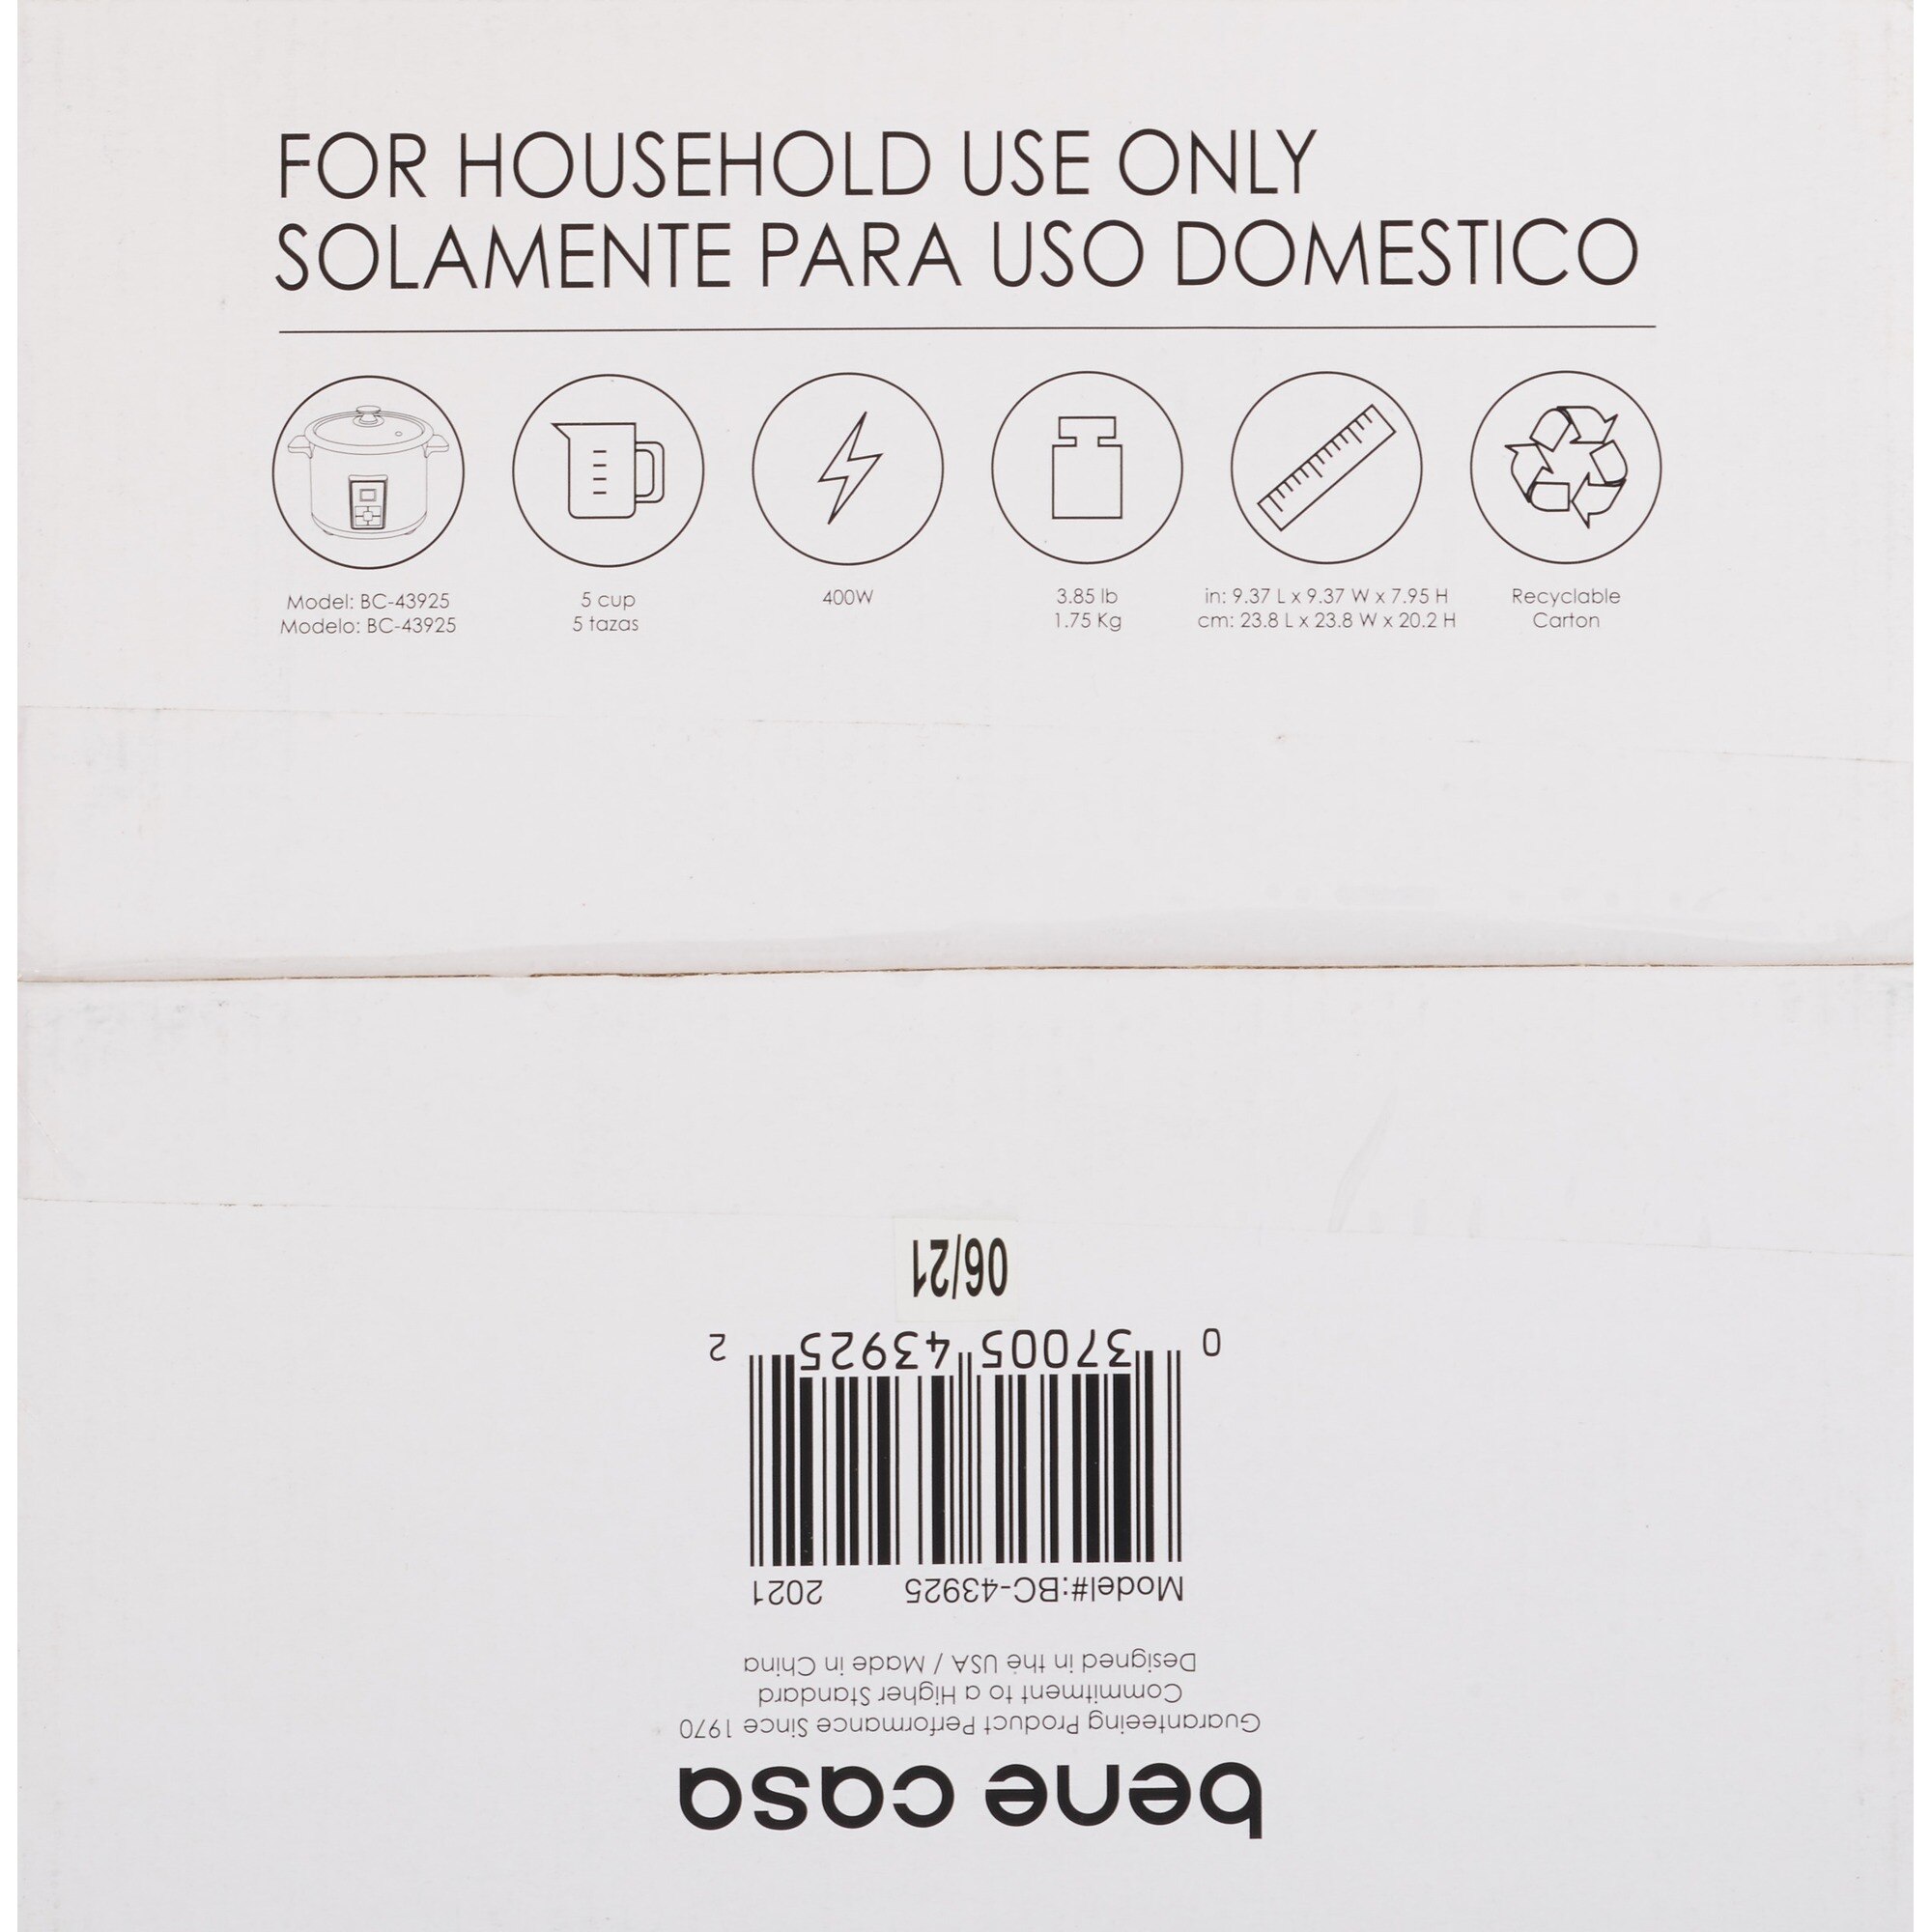 FOR HOUSEHOLD USE ONLY
SOLAMENTE PARA USO DOMESTICO
Model: BC-43925
Modelo: BC-43925
5 cup
5 tazas
400W
3.85 lb
1.75 Kg
in: 9.37 L x 9.37 W x 7.95 H
cm: 23.8 L x 23.8 W x 20.2 H
Recyclable
Carton
bene casa
Guaranteeing Product Performance Since 1970
Commitment to a Higher Standard
Designed in the USA / Made in China
Model#:BC-43925 2021
0 37005 43925 2
06/21